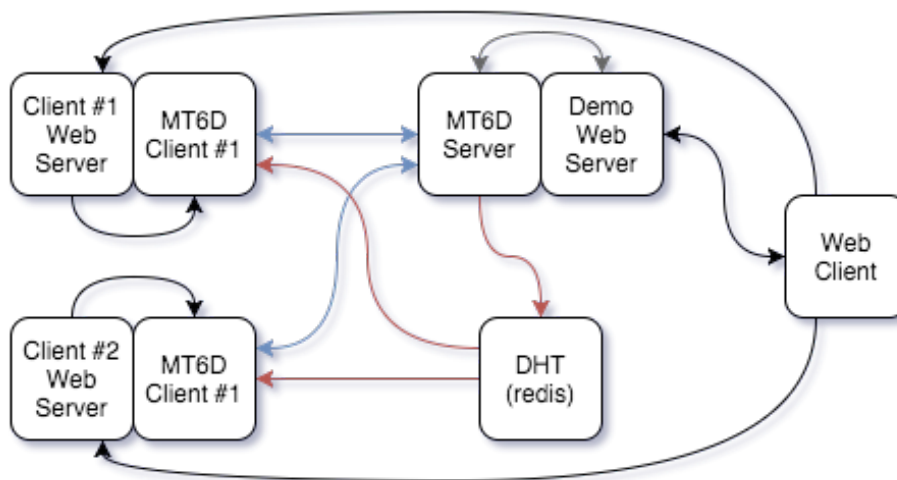 Client #1
Web
Server
MT6D
Client #1
MT6D
Server
Demo
Web
Server
Web
Client
Client #2
Web
Server
MT6D
Client #1
DHT
(redis)